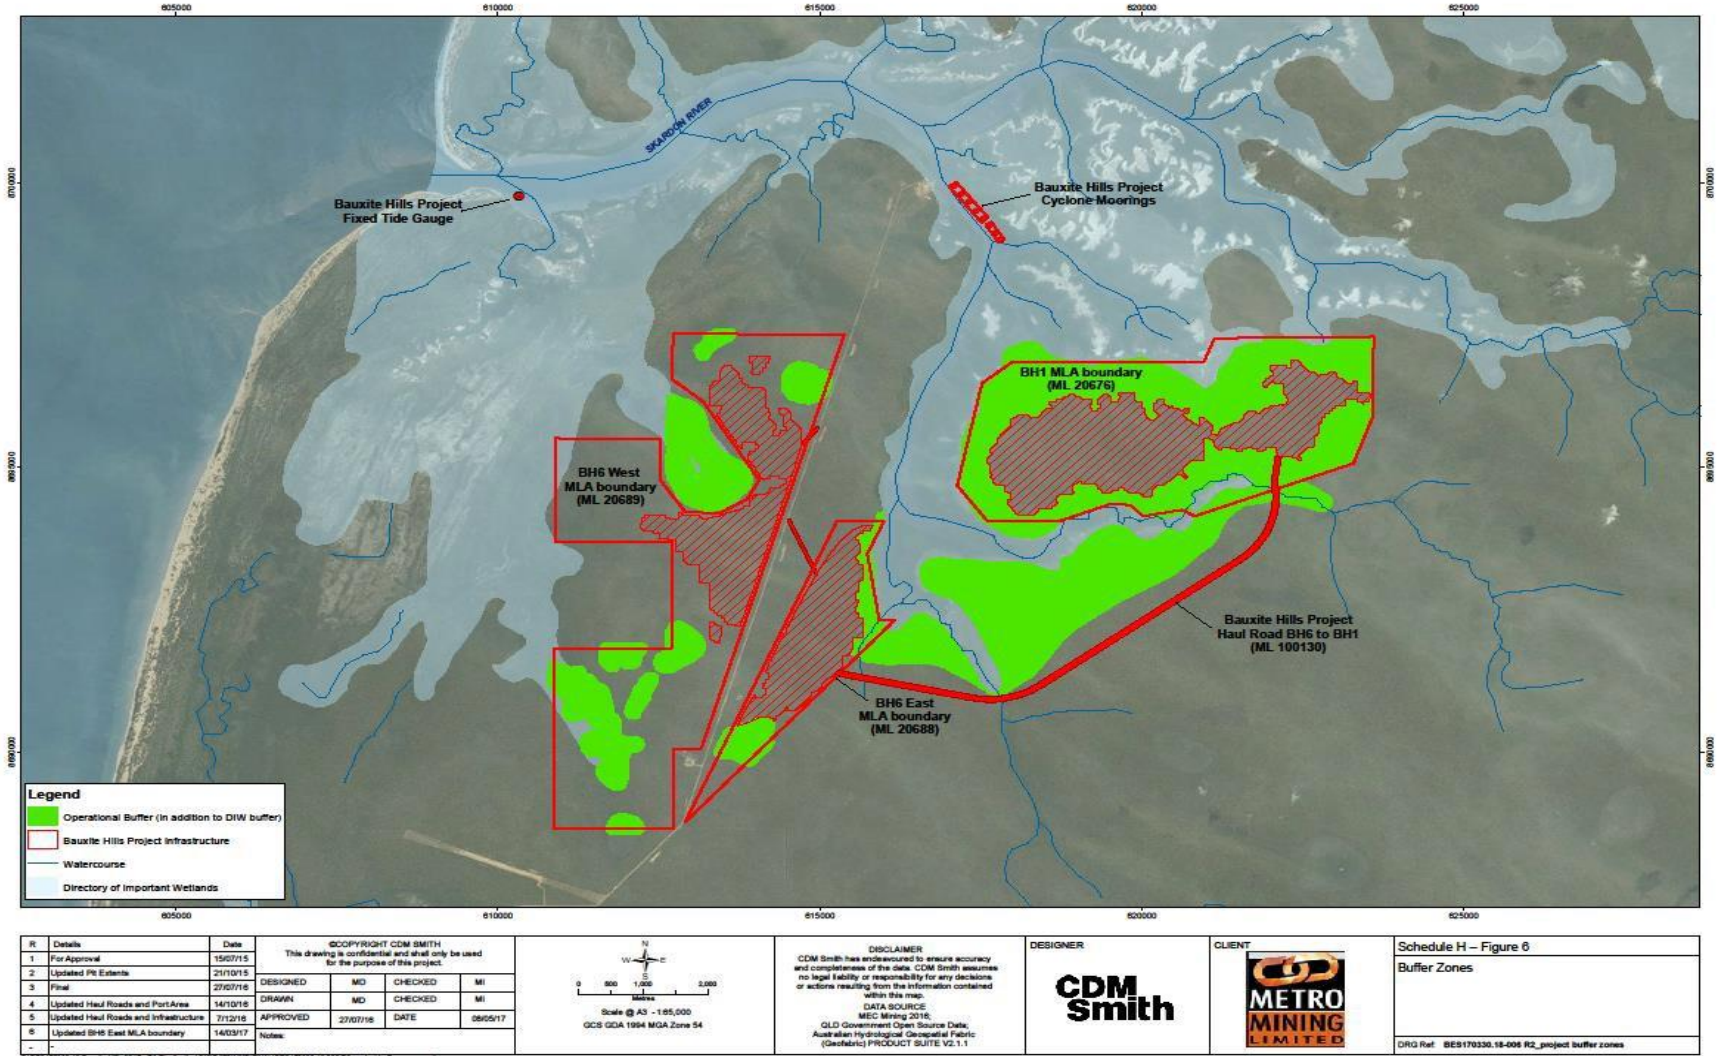 605000
610000
615000
620000
625000
8700000
8700000
8695000
8695000
8690000
8690000
SKARDON RIVER
Bauxite Hills Project
Fixed Tide Gauge
Bauxite Hills Project
Cyclone Moorings
BH1 MLA boundary
(ML 20676)
BH6 West
MLA boundary
(ML 20689)
Bauxite Hills Project
Haul Road BH6 to BH1
(ML 100130)
BH6 East
MLA boundary
(ML 20688)
Legend
Operational Buffer (in addition to DIW buffer)
Bauxite Hills Project Infrastructure
Watercourse
Directory of Important Wetlands
605000
610000
615000
620000
625000
R Details Date
1 For Approval 15/07/15
2 Updated Pit Extents 21/10/15
3 Final 27/07/16
4 Updated Haul Roads and Port Area 14/10/16
5 Updated Haul Roads and Infrastructure 7/12/16
6 Updated BH6 East MLA boundary 14/03/17
- -
©COPYRIGHT CDM SMITH
This drawing is confidential and shall only be used
for the purpose of this project.
DESIGNED MD CHECKED MI
DRAWN MD CHECKED MI
APPROVED 27/07/16 DATE 08/05/17
Notes:
N
W E
S
0 500 1,000 2,000
Metres
Scale @ A3 - 1:65,000
GCS GDA 1994 MGA Zone 54
DISCLAIMER
CDM Smith has endeavoured to ensure accuracy
and completeness of the data. CDM Smith assumes
no legal liability or responsibility for any decisions
or actions resulting from the information contained
within this map.
DATA SOURCE
MEC Mining 2016;
QLD Government Open Source Data;
Australian Hydrological Geospatial Fabric
(Geofabric) PRODUCT SUITE V2.1.1
DESIGNER
CDM
Smith
CLIENT
METRO
MINING
LIMITED
Schedule H – Figure 6
Buffer Zones
DRG Ref: BES170330.18-006 R2_project buffer zones